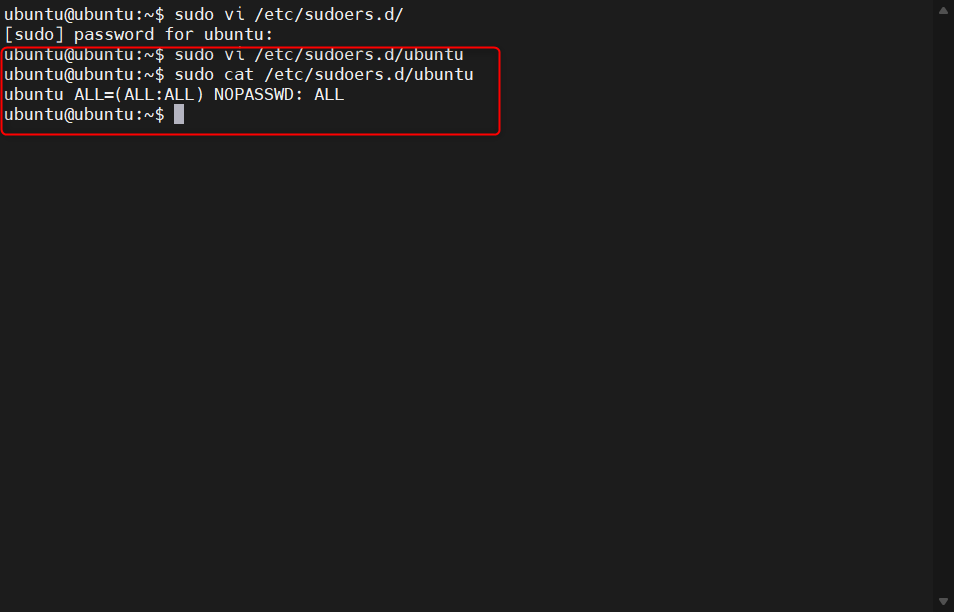 ubuntu@ubuntu:~$ sudo vi /etc/sudoers.d/
[sudo] password for ubuntu:
ubuntu@ubuntu:~$ sudo vi /etc/sudoers.d/ubuntu
ubuntu@ubuntu:~$ sudo cat /etc/sudoers.d/ubuntu
ubuntu ALL=(ALL:ALL) NOPASSWD: ALL
ubuntu@ubuntu:~$